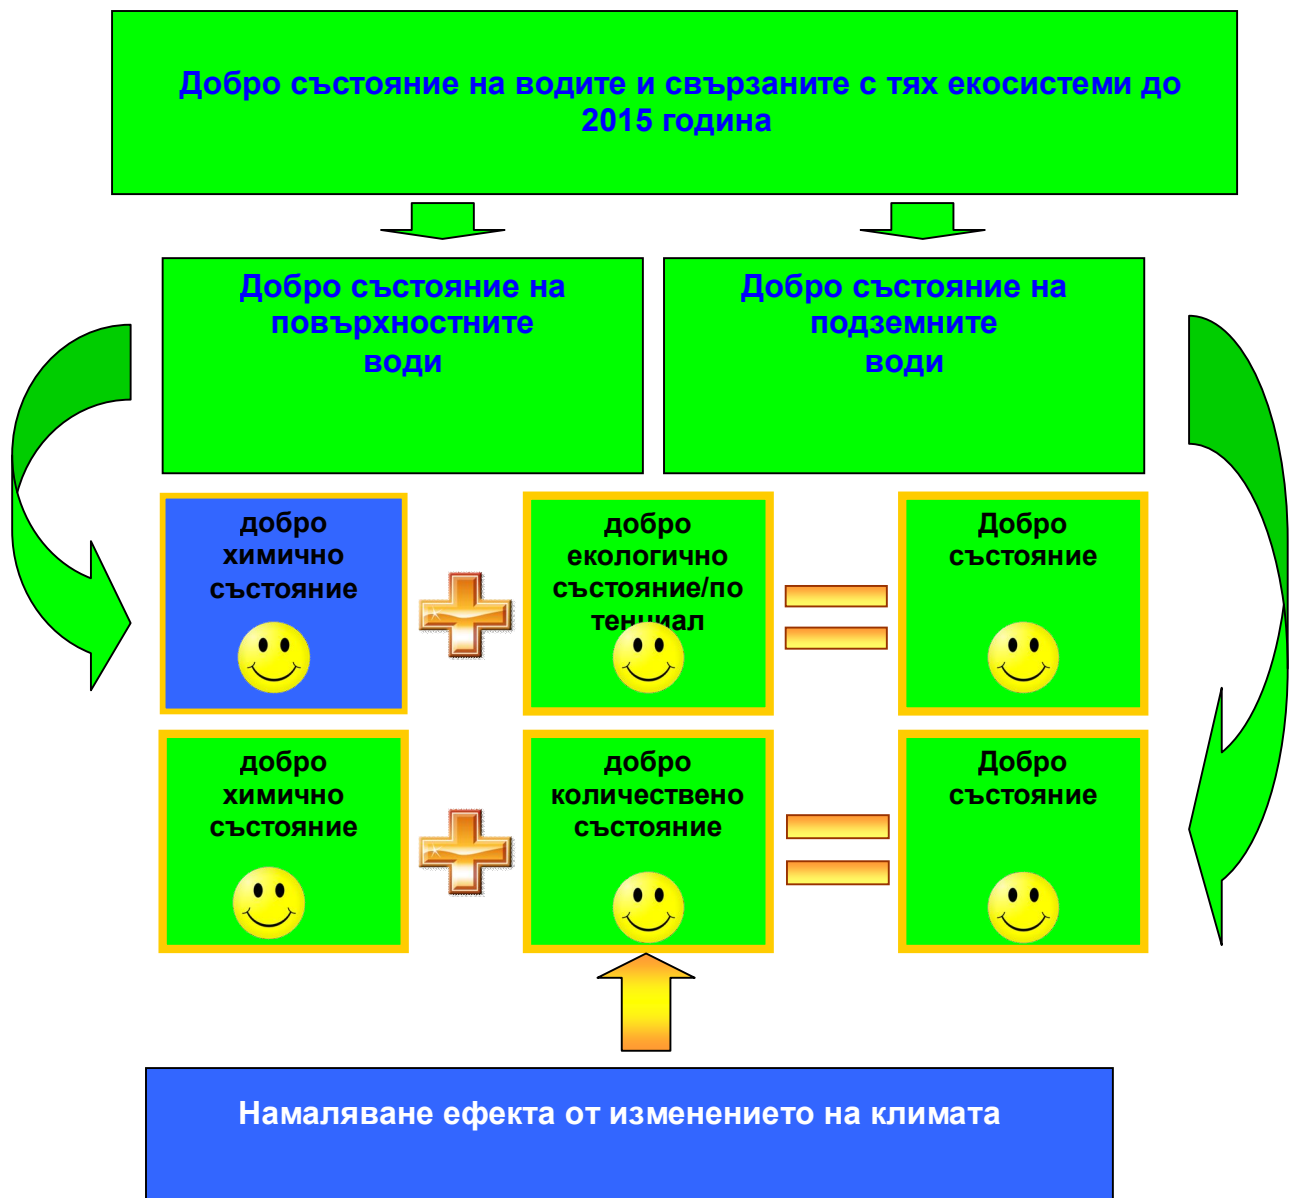 Добро състояние на водите и свързаните с тях екосистеми до
2015 година
Добро състояние на
повърхностните
води
Добро състояние на
подземните
води
добро
химично
състояние
добро
екологично
състояние/по
тенциал
Добро
състояние
добро
химично
състояние
добро
количествено
състояние
Добро
състояние
Намаляване ефекта от изменението на климата